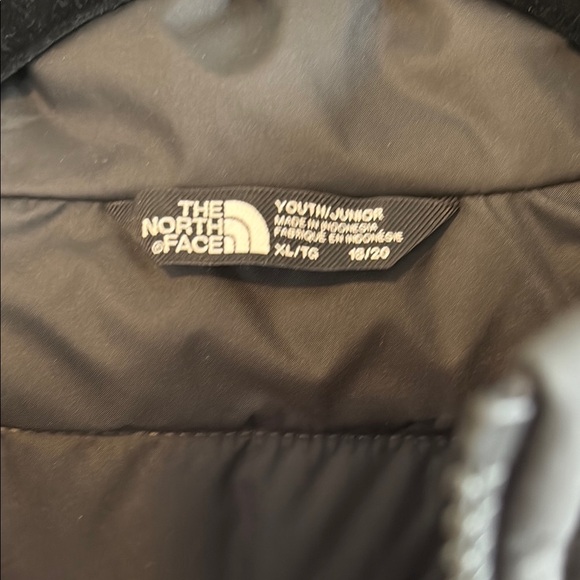 THE
NORTH
FACE
YOUTH/JUNIOR
MADE IN INDONESIA
FABRIQUÉ EN INDONÉSIE
XL/TG 18/20